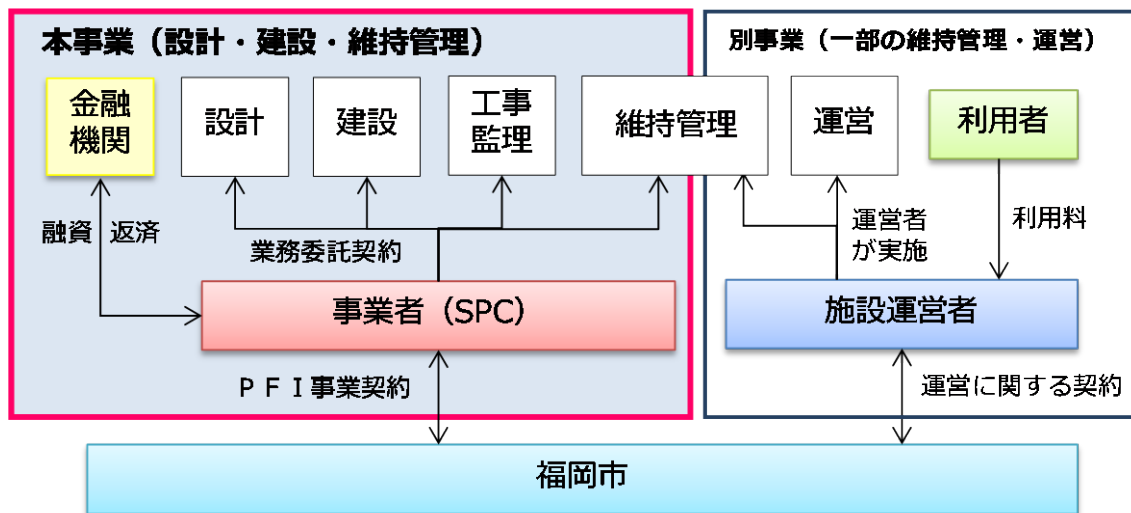 本事業（設計・建設・維持管理）
別事業（一部の維持管理・運営）
金融
機関
設計
建設
工事
監理
維持管理
運営
利用者
融資
返済
業務委託契約
運営者
が実施
利用料
事業者（SPC）
施設運営者
ＰＦＩ事業契約
運営に関する契約
福岡市